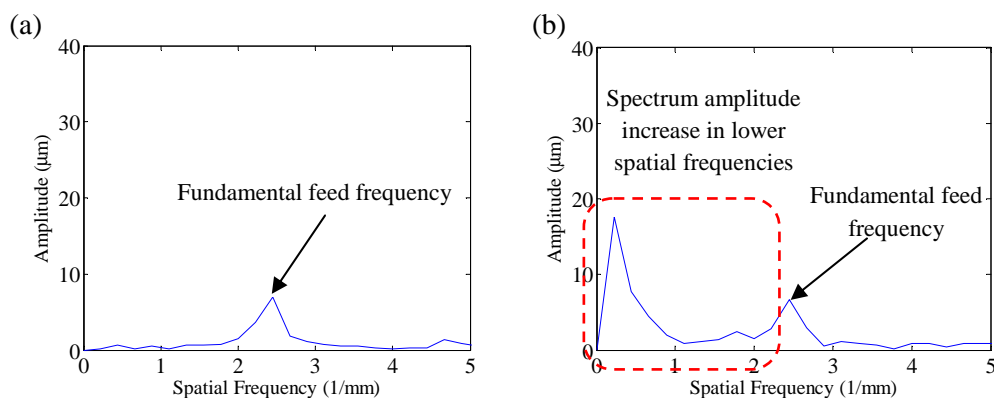 (a)
40
30
20
10
0
Amplitude (µm)
Fundamental feed frequency
0 1 2 3 4 5
Spatial Frequency (1/mm)
(b)
40
30
20
10
0
Amplitude (µm)
Spectrum amplitude
increase in lower
spatial frequencies
Fundamental feed
frequency
0 1 2 3 4 5
Spatial Frequency (1/mm)